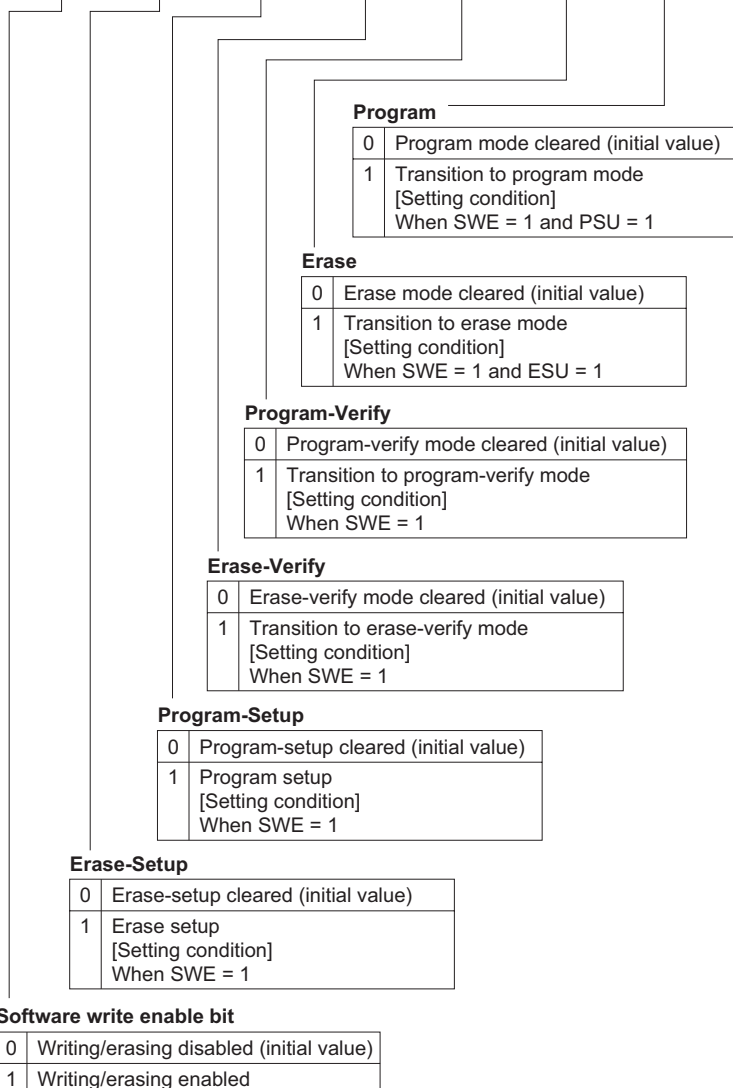 Program
0 Program mode cleared (initial value)
1 Transition to program mode
[Setting condition]
When SWE = 1 and PSU = 1
Erase
0 Erase mode cleared (initial value)
1 Transition to erase mode
[Setting condition]
When SWE = 1 and ESU = 1
Program-Verify
0 Program-verify mode cleared (initial value)
1 Transition to program-verify mode
[Setting condition]
When SWE = 1
Erase-Verify
0 Erase-verify mode cleared (initial value)
1 Transition to erase-verify mode
[Setting condition]
When SWE = 1
Program-Setup
0 Program-setup cleared (initial value)
1 Program setup
[Setting condition]
When SWE = 1
Erase-Setup
0 Erase-setup cleared (initial value)
1 Erase setup
[Setting condition]
When SWE = 1
Software write enable bit
0 Writing/erasing disabled (initial value)
1 Writing/erasing enabled